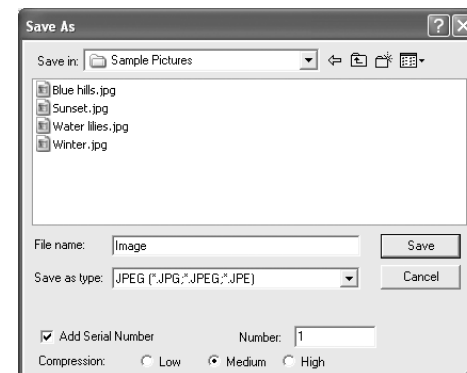 Save As
Save in: Sample Pictures
Blue hills.jpg
Sunset.jpg
Water lilies.jpg
Winter.jpg
File name: Image Save
Save as type: JPEG (*.JPG;*.JPEG;*.JPE) Cancel
Add Serial Number Number: 1
Compression: Low Medium High